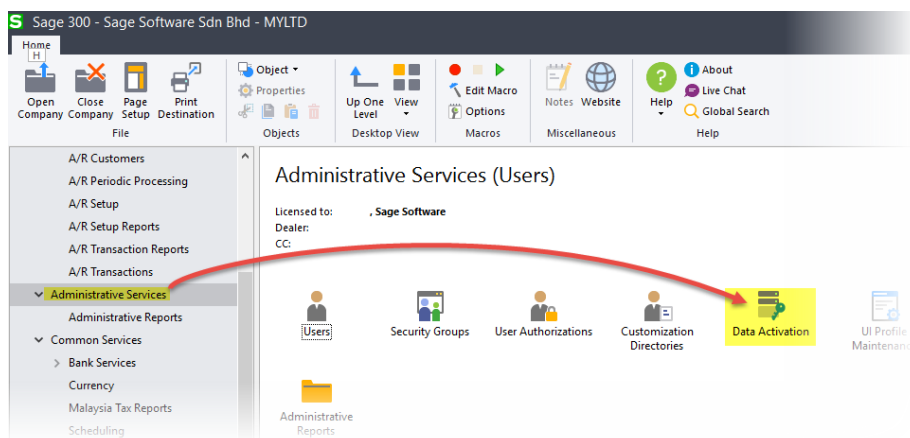 S Sage 300 - Sage Software Sdn Bhd - MYLTD
Home
H
Open Company
Close Company
Page Setup
Print Destination
File
Object
Properties
Objects
Up One Level
View
Desktop View
Edit Macro
Options
Macros
Notes
Website
Miscellaneous
Help
About
Live Chat
Global Search
Help
A/R Customers
A/R Periodic Processing
A/R Setup
A/R Setup Reports
A/R Transaction Reports
A/R Transactions
Administrative Services
Administrative Reports
Common Services
Bank Services
Currency
Malaysia Tax Reports
Scheduling
Administrative Services (Users)
Licensed to: , Sage Software
Dealer:
CC:
Users
Security Groups
User Authorizations
Customization
Directories
Data Activation
UI Profile
Maintenanc
Administrative
Reports